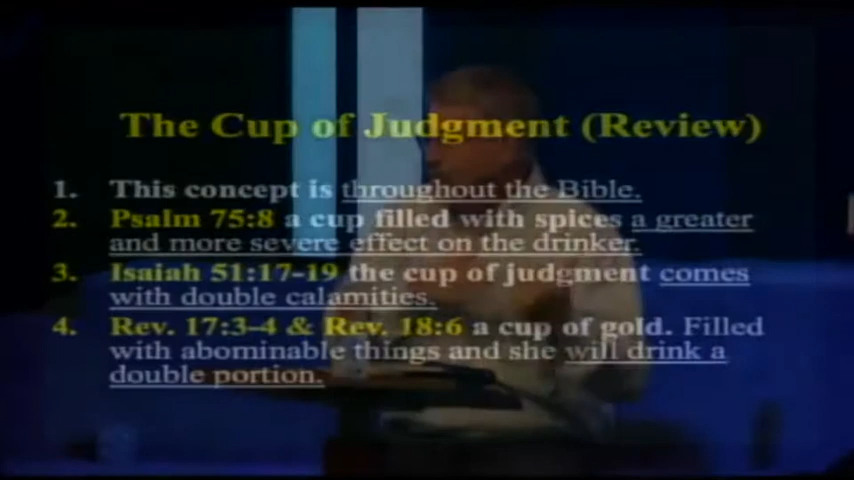 The Cup of Judgment (Review)
1. This concept is throughout the Bible.
2. Psalm 75:8 a cup filled with spices a greater
and more severe effect on the drinker.
3. Isaiah 51:17-19 the cup of judgment comes
with double calamities.
4. Rev. 17:3-4 & Rev. 18:6 a cup of gold. Filled
with abominable things and she will drink a
double portion.